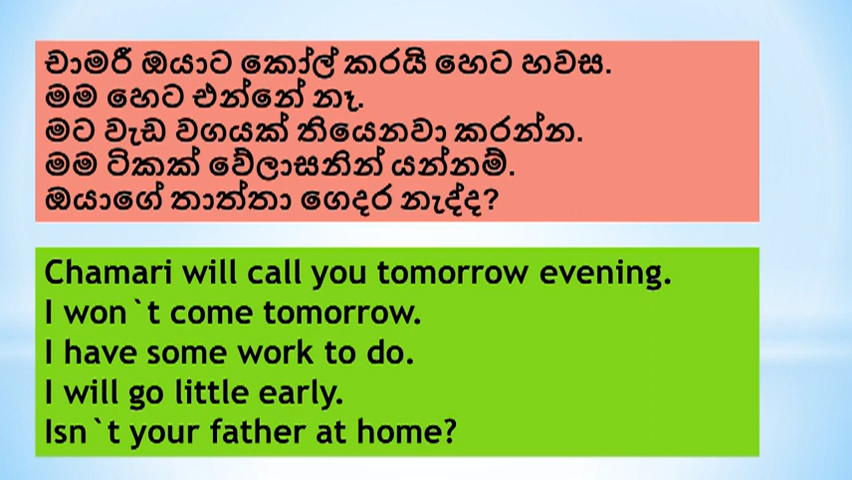 චාමරී ඔයාට කෝල් කරයි හෙට හවස.
මම හෙට එන්නේ නෑ.
මට වැඩ වගයක් තියෙනවා කරන්න.
මම ටිකක් වේලාසනින් යන්නම්.
ඔයාගේ තාත්තා ගෙදර නැද්ද?
Chamari will call you tomorrow evening.
I won`t come tomorrow.
I have some work to do.
I will go little early.
Isn`t your father at home?